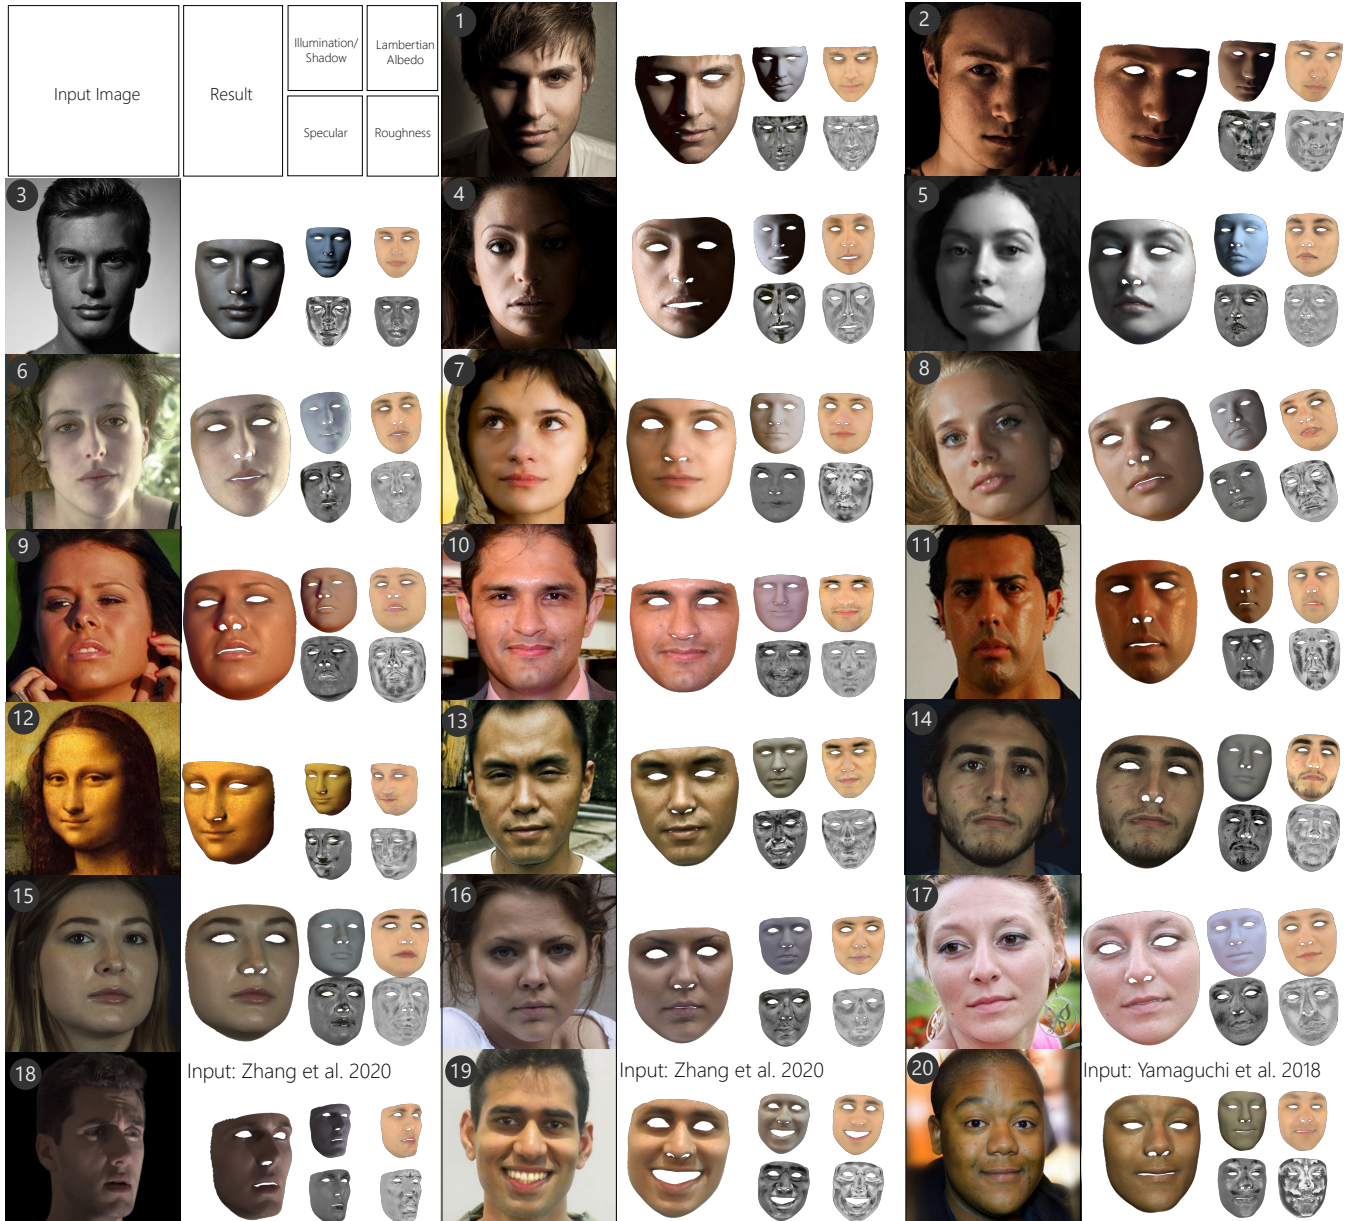 Input Image
Result
Illumination/
Shadow
Lambertian
Albedo
Specular
Roughness
1
2
3
4
5
6
7
8
9
10
11
12
13
14
15
16
17
18
Input: Zhang et al. 2020
19
Input: Zhang et al. 2020
20
Input: Yamaguchi et al. 2018